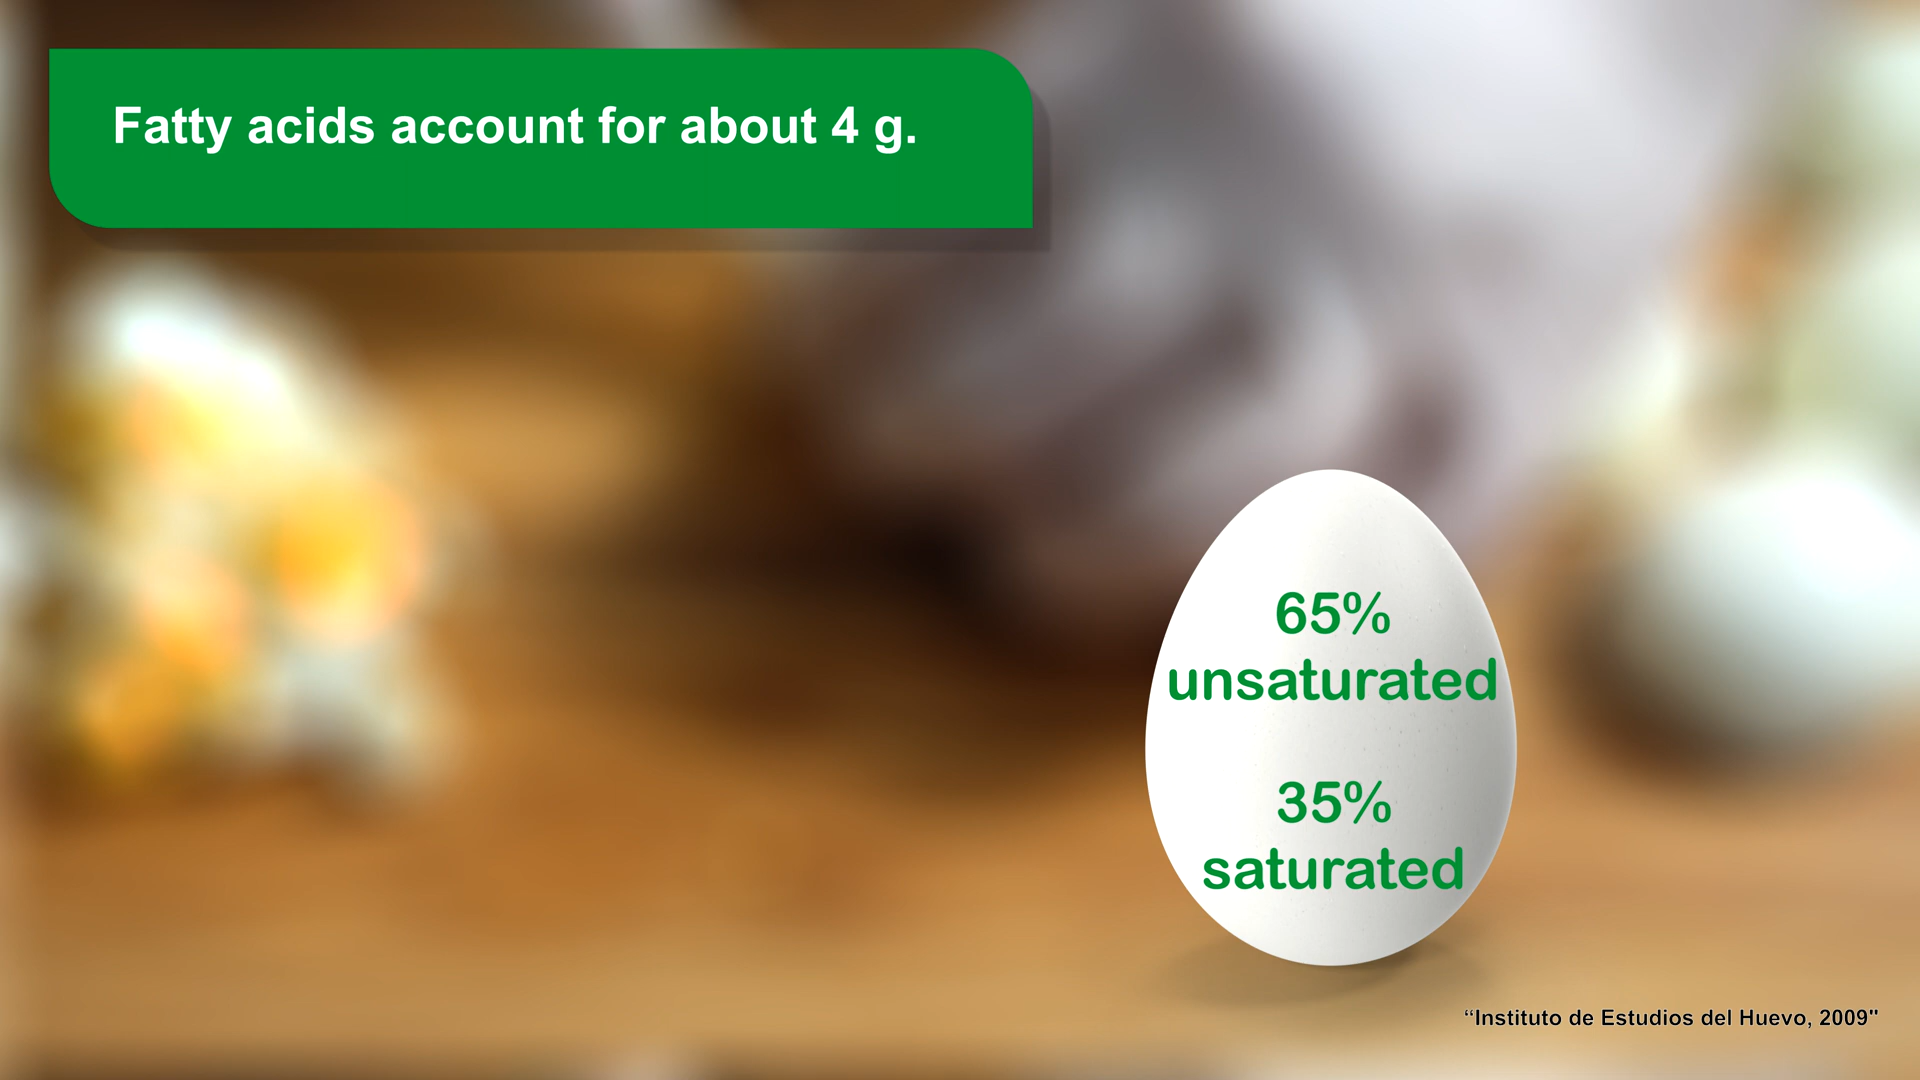 Fatty acids account for about 4 g.
65%
unsaturated
35%
saturated
“Instituto de Estudios del Huevo, 2009"